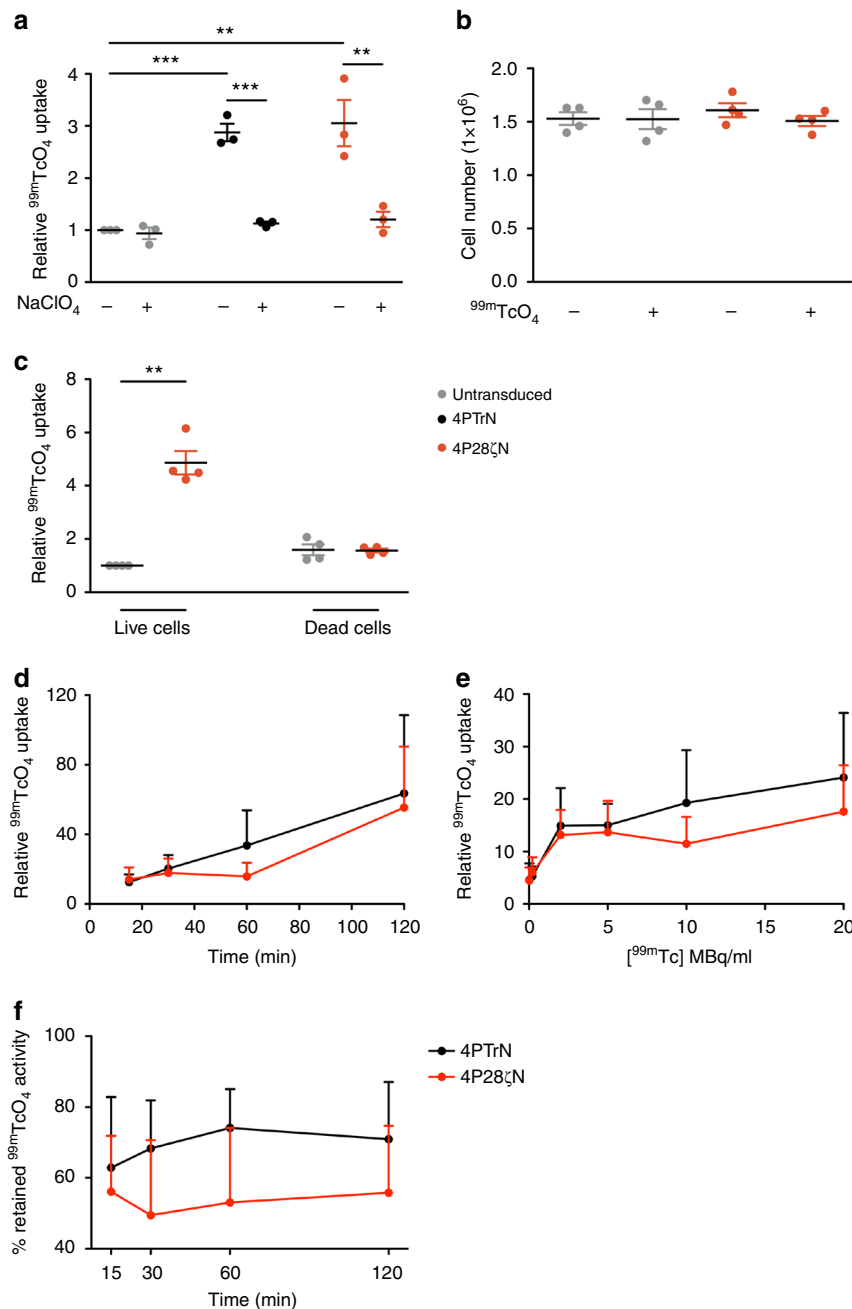 a
Relative ⁹⁹ᵐTcO₄ uptake
4
3
2
1
0
**
***
***
**
NaClO₄
– + – + – +
b
Cell number (1×10⁶)
2.0
1.5
1.0
0.5
0.0
⁹⁹ᵐTcO₄
– + – +
c
Relative ⁹⁹ᵐTcO₄ uptake
8
6
4
2
0
**
Live cells Dead cells
Untransduced
4PTrN
4P28ζN
d
Relative ⁹⁹ᵐTcO₄ uptake
120
80
40
0
0 20 40 60 80 100 120
Time (min)
e
Relative ⁹⁹ᵐTcO₄ uptake
40
30
20
10
0
0 5 10 15 20
[⁹⁹ᵐTc] MBq/ml
f
% retained ⁹⁹ᵐTcO₄ activity
100
80
60
40
15 30 60 120
Time (min)
4PTrN
4P28ζN